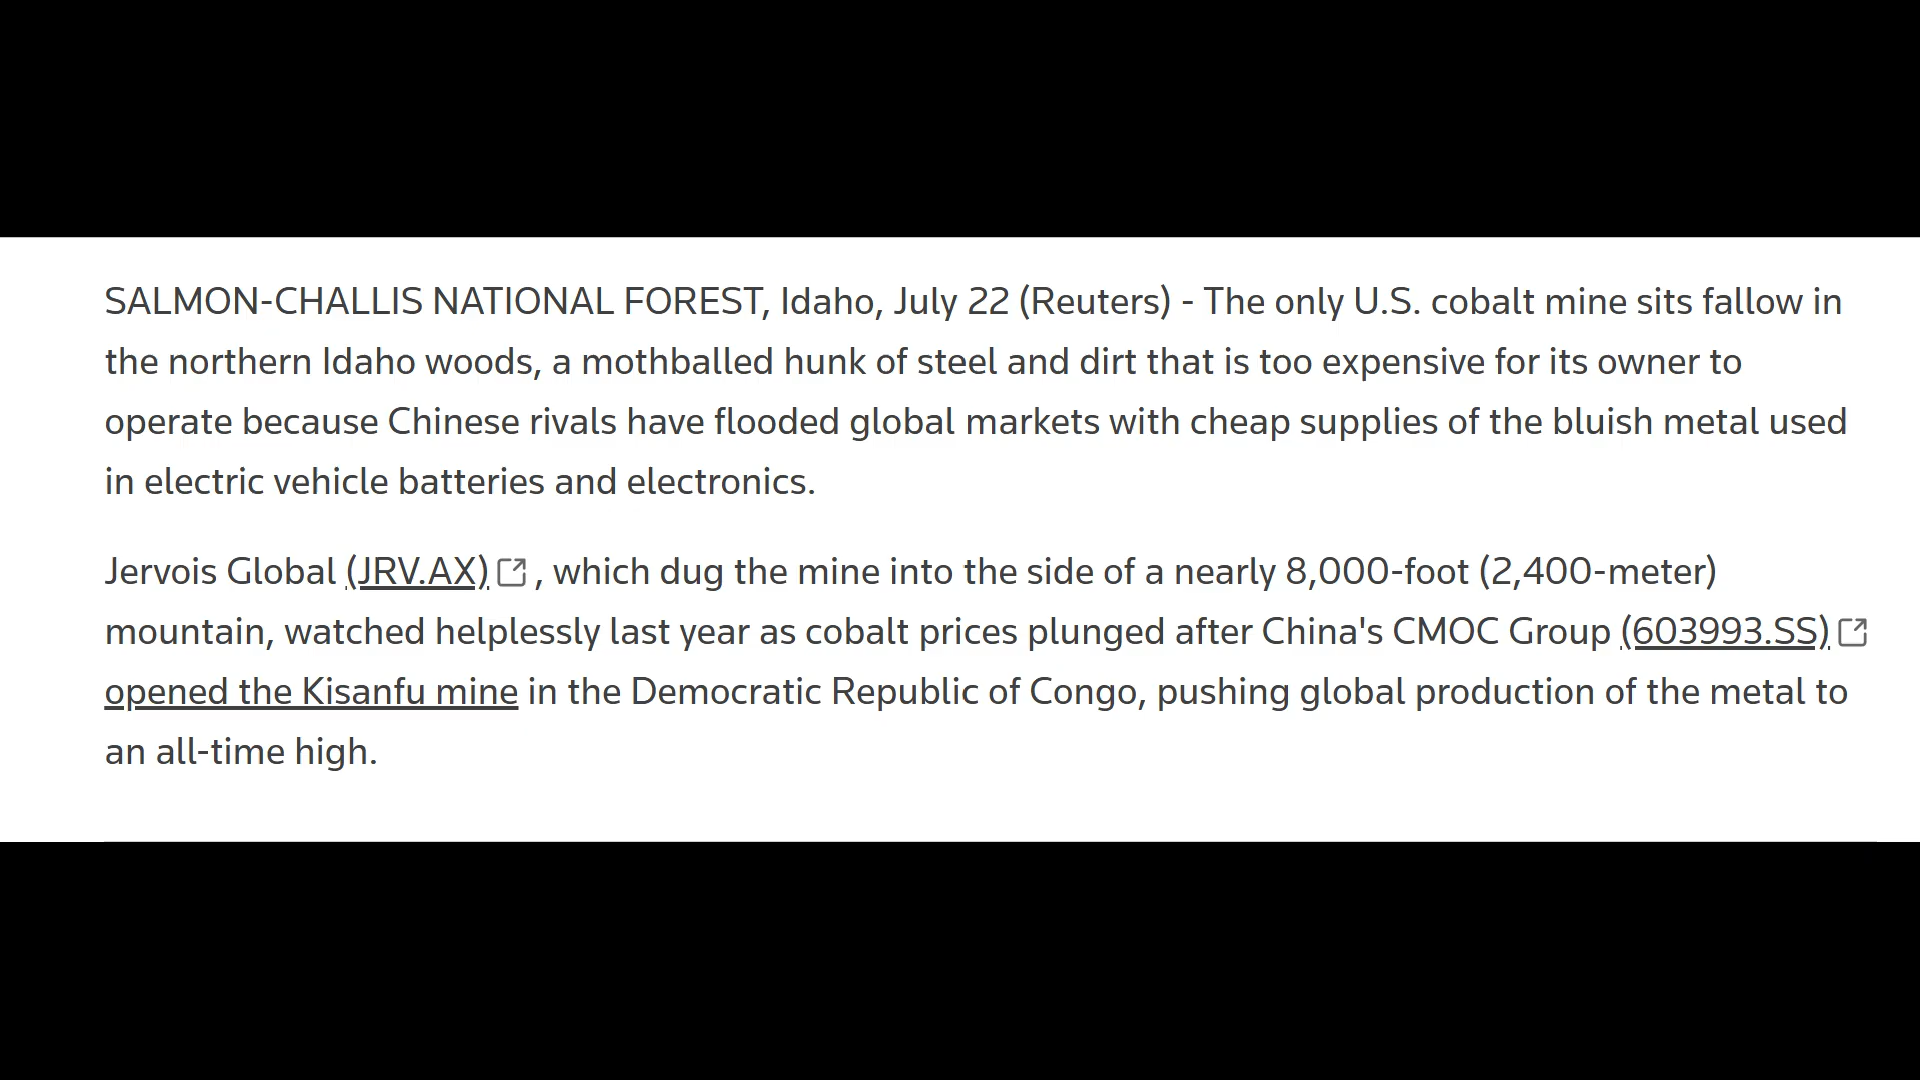 SALMON-CHALLIS NATIONAL FOREST, Idaho, July 22 (Reuters) - The only U.S. cobalt mine sits fallow in
the northern Idaho woods, a mothballed hunk of steel and dirt that is too expensive for its owner to
operate because Chinese rivals have flooded global markets with cheap supplies of the bluish metal used
in electric vehicle batteries and electronics.
Jervois Global (JRV.AX) , which dug the mine into the side of a nearly 8,000-foot (2,400-meter)
mountain, watched helplessly last year as cobalt prices plunged after China's CMOC Group (603993.SS)
opened the Kisanfu mine in the Democratic Republic of Congo, pushing global production of the metal to
an all-time high.